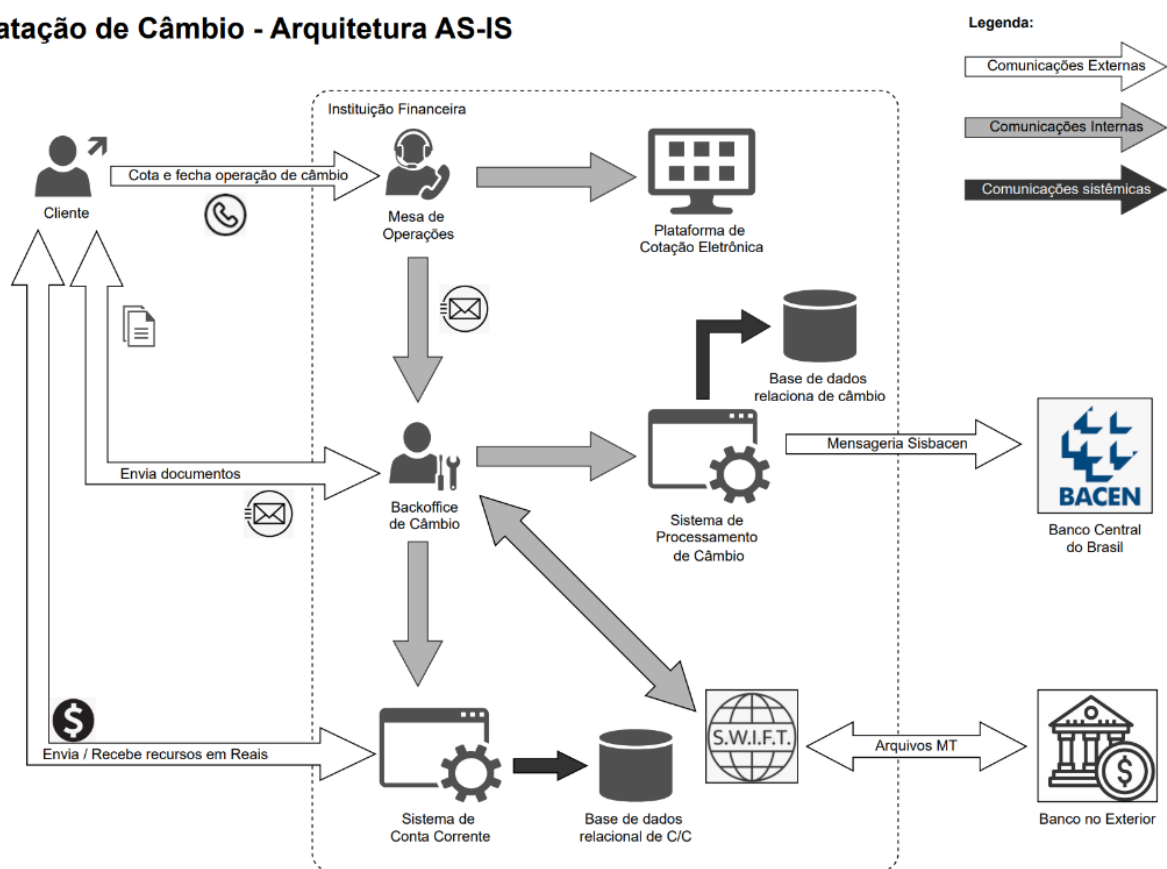 atação de Câmbio - Arquitetura AS-IS
Legenda:
Comunicações Externas
Comunicações Internas
Comunicações sistêmicas
Instituição Financeira
Cliente
Cota e fecha operação de câmbio
Mesa de
Operações
Plataforma de
Cotação Eletrônica
Base de dados
relaciona de câmbio
Envia documentos
Backoffice
de Câmbio
Sistema de
Processamento
de Câmbio
Mensageria Sisbacen
BACEN
Banco Central
do Brasil
$
Envia / Recebe recursos em Reais
Sistema de
Conta Corrente
Base de dados
relacional de C/C
S.W.I.F.T.
Arquivos MT
$
Banco no Exterior